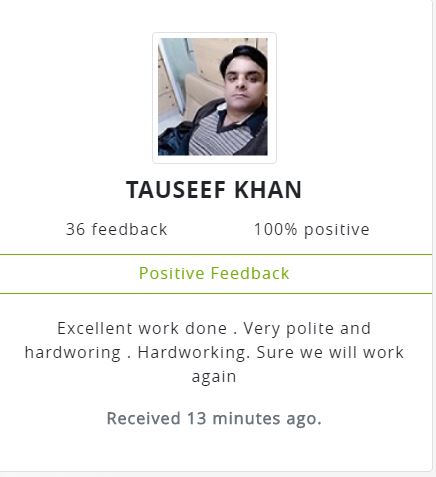 TAUSEEF KHAN
36 feedback 100% positive
Positive Feedback
Excellent work done . Very polite and
hardworing . Hardworking. Sure we will work
again
Received 13 minutes ago.